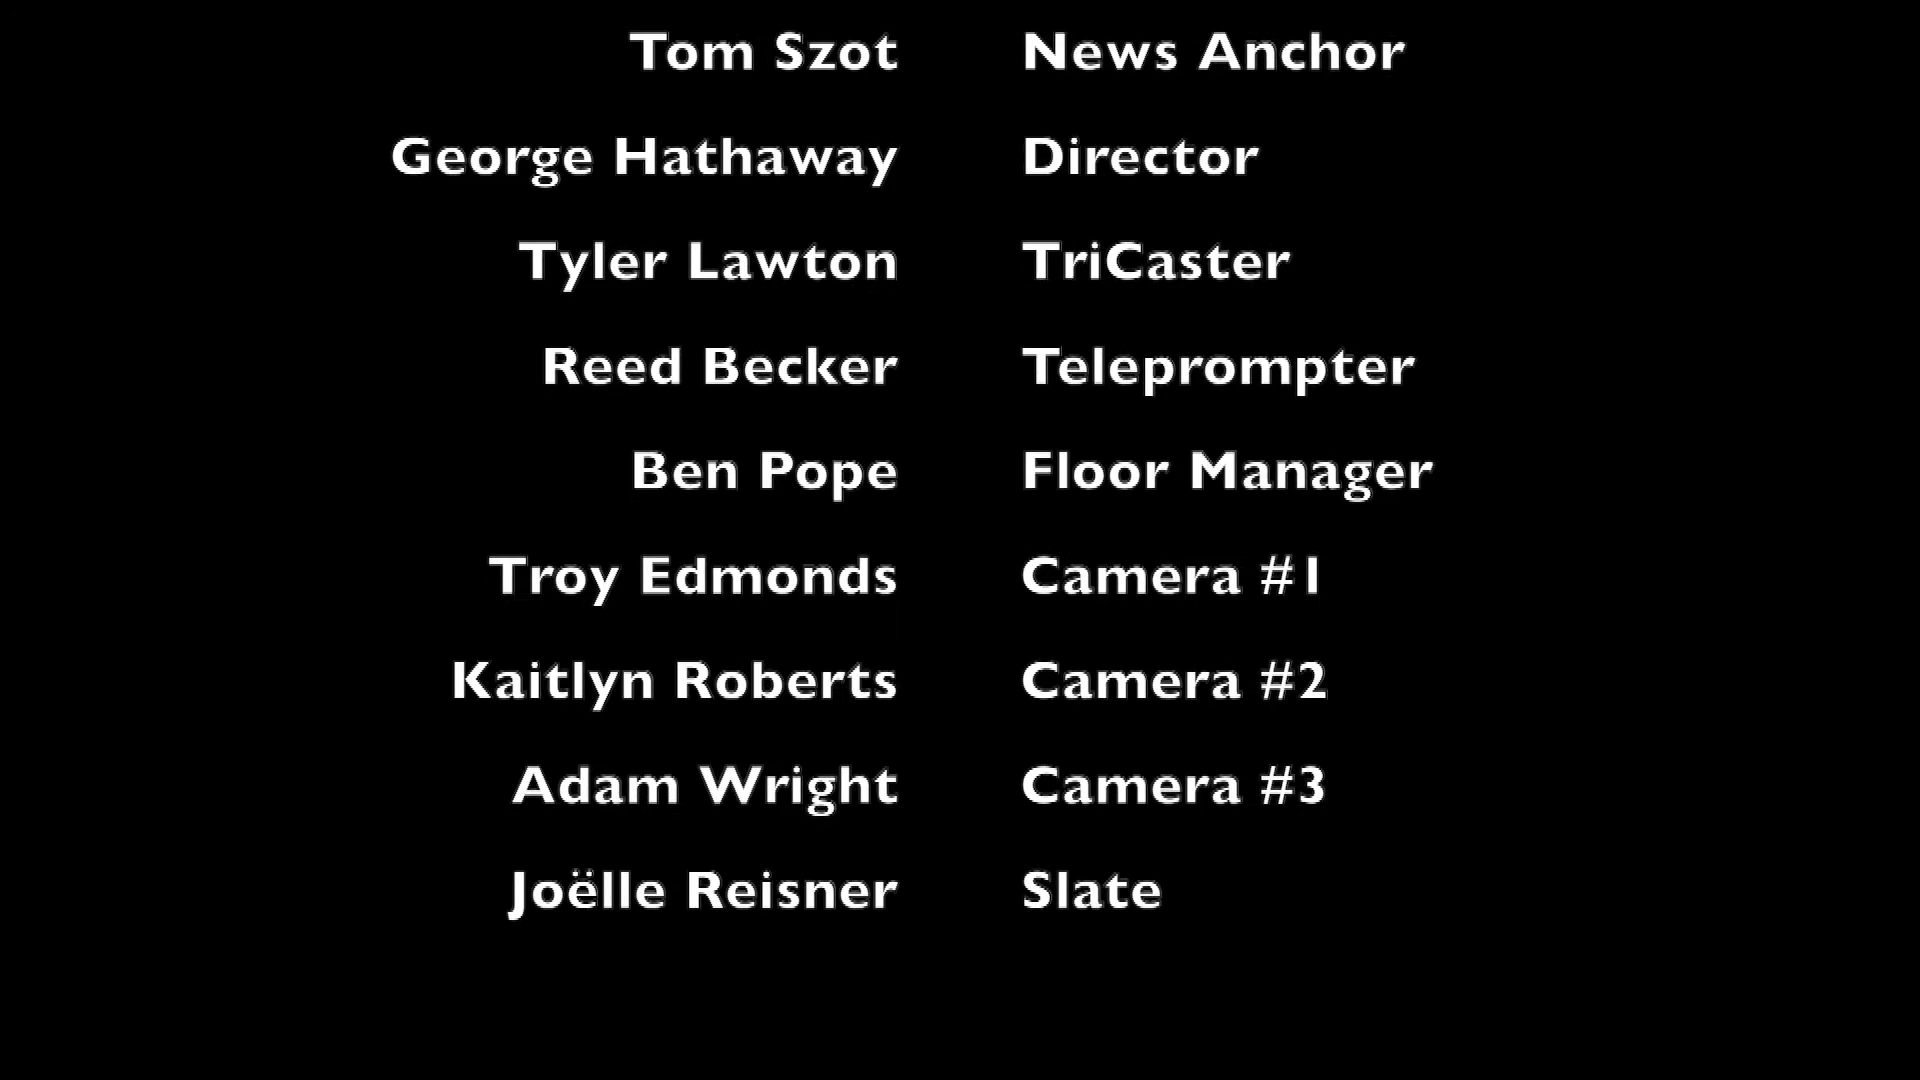 Tom Szot News Anchor
George Hathaway Director
Tyler Lawton TriCaster
Reed Becker Teleprompter
Ben Pope Floor Manager
Troy Edmonds Camera #1
Kaitlyn Roberts Camera #2
Adam Wright Camera #3
Joëlle Reisner Slate